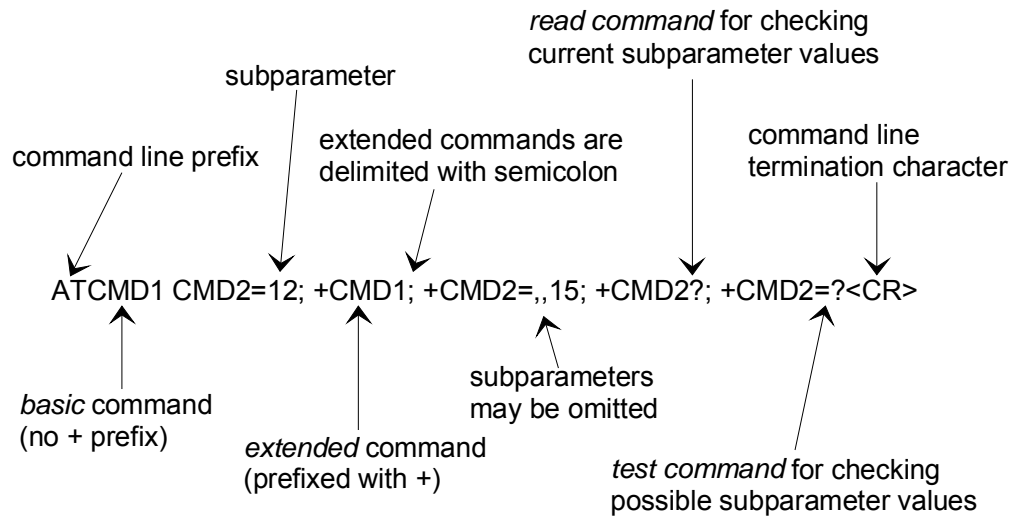 read command for checking
current subparameter values
subparameter
extended commands are
delimited with semicolon
command line
termination character
command line prefix
ATCMD1 CMD2=12; +CMD1; +CMD2=,,15; +CMD2?; +CMD2=?<CR>
basic command
(no + prefix)
extended command
(prefixed with +)
subparameters
may be omitted
test command for checking
possible subparameter values